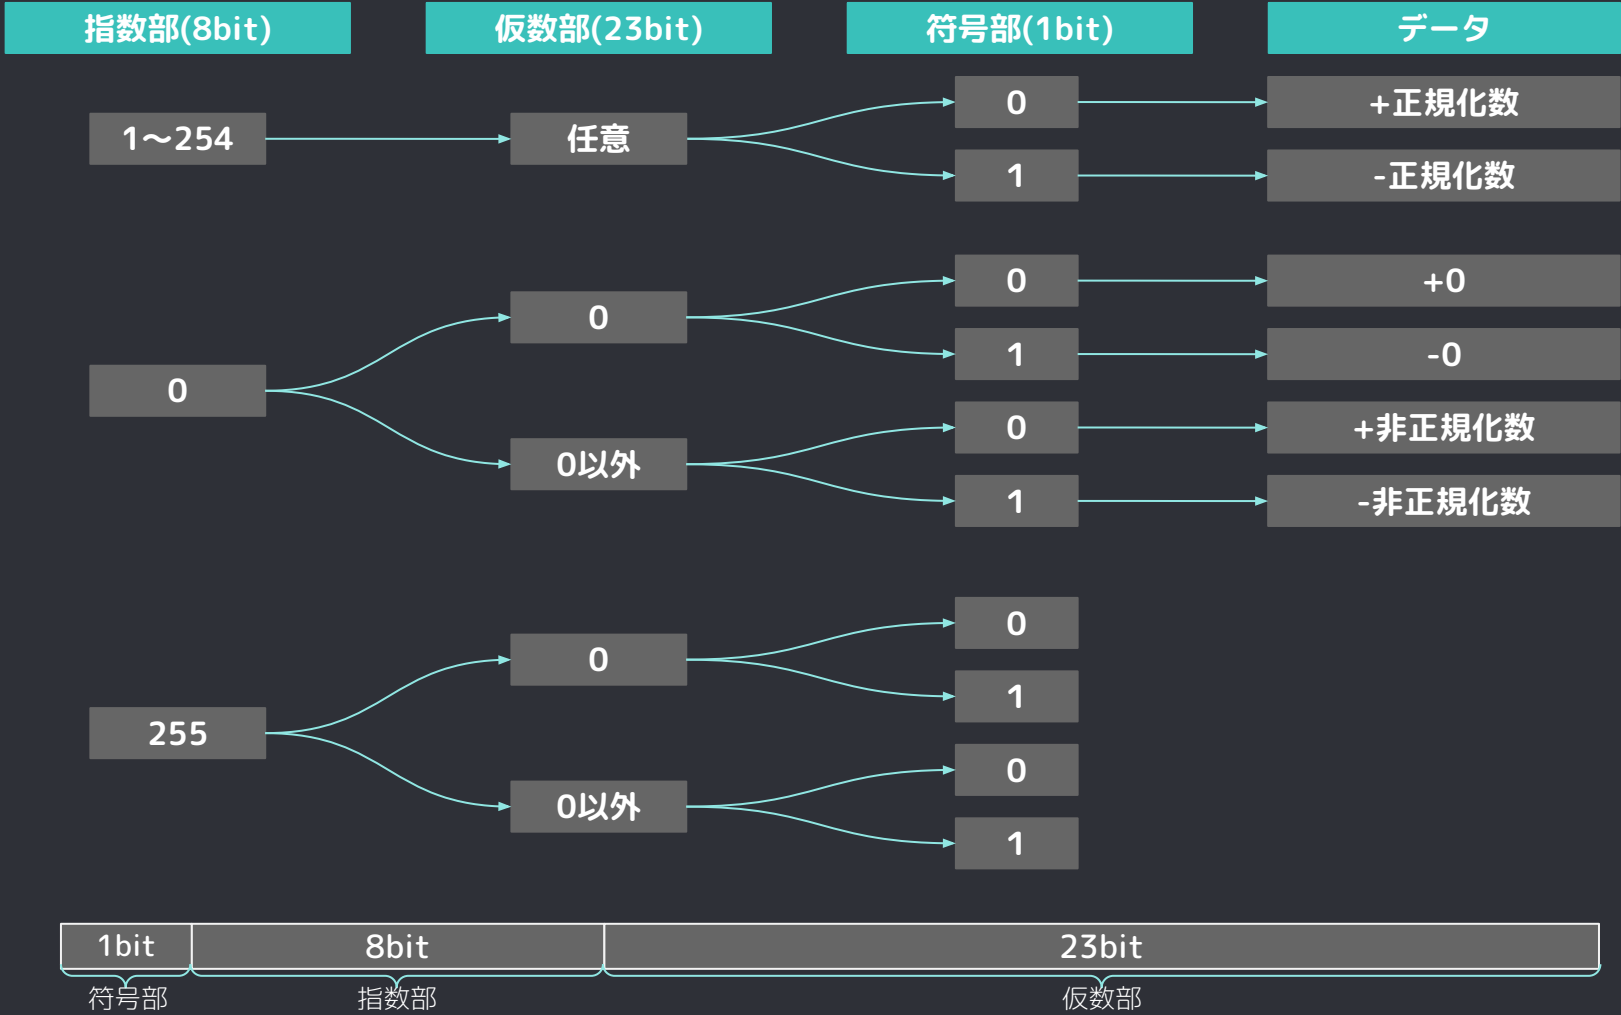 指数部(8bit) 仮数部(23bit) 符号部(1bit) データ
1〜254 任意 0 +正規化数
1 -正規化数
0 0 0 +0
1 -0
0以外 0 +非正規化数
1 -非正規化数
255 0 0
1
0以外 0
1
1bit 8bit 23bit
符号部 指数部 仮数部